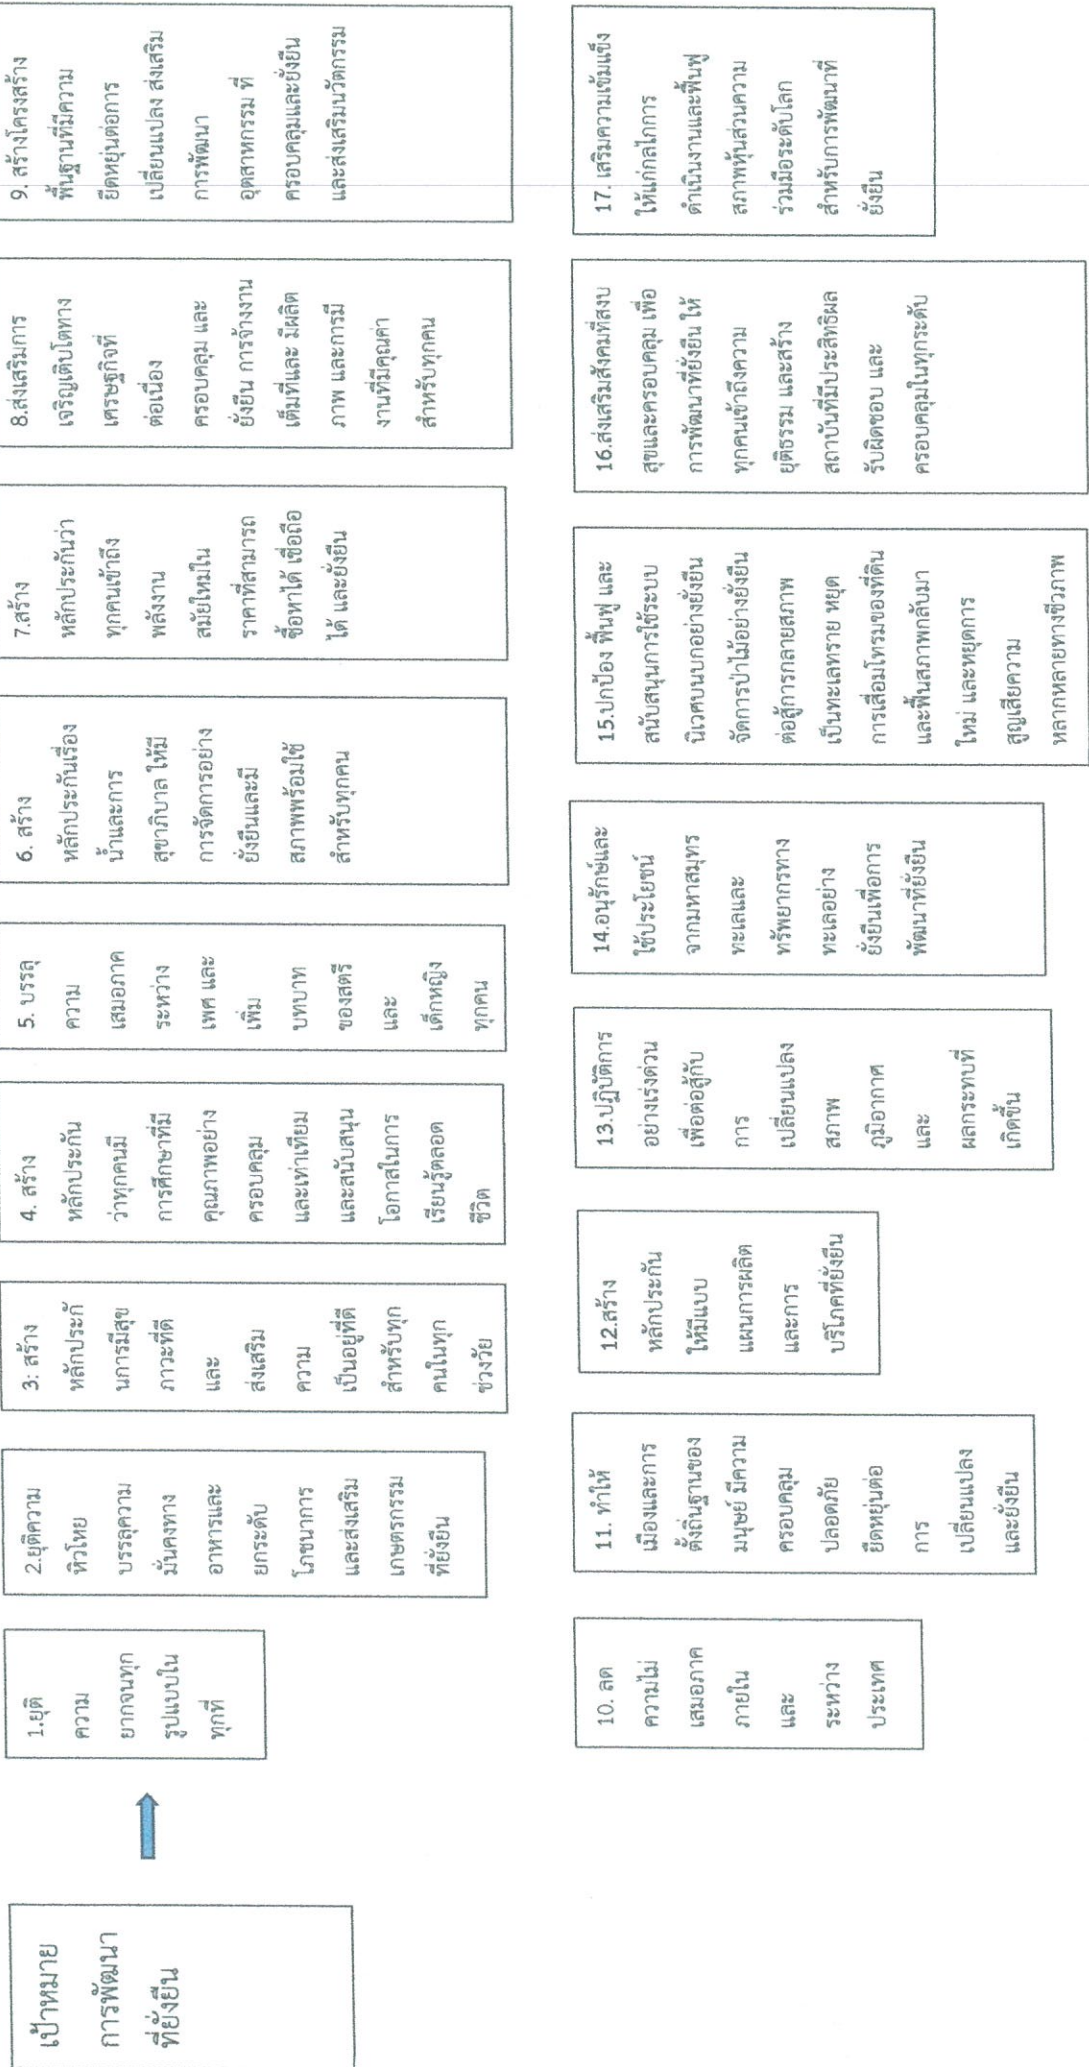 เป้าหมาย
การพัฒนา
ที่ยั่งยืน
1.ยุติ
ความ
ยากจนทุก
รูปแบบใน
ทุกที่
2.ยุติความ
หิวโหย
บรรลุความ
มั่นคงทาง
อาหารและ
ยกระดับ
โภชนาการ
และส่งเสริม
เกษตรกรรม
ที่ยั่งยืน
3: สร้าง
หลักประกั
นการมีสุข
ภาวะที่ดี
และ
ส่งเสริม
ความ
เป็นอยู่ที่ดี
สำหรับทุก
คนในทุก
ช่วงวัย
4. สร้าง
หลักประกัน
ว่าทุกคนมี
การศึกษาที่มี
คุณภาพอย่าง
ครอบคลุม
และเท่าเทียม
และสนับสนุน
โอกาสในการ
เรียนรู้ตลอด
ชีวิต
5. บรรลุ
ความ
เสมอภาค
ระหว่าง
เพศ และ
เพิ่ม
บทบาท
ของสตรี
และ
เด็กหญิง
ทุกคน
6. สร้าง
หลักประกันเรื่อง
น้ำและการ
สุขาภิบาล ให้มี
การจัดการอย่าง
ยั่งยืนและมี
สภาพพร้อมใช้
สำหรับทุกคน
7.สร้าง
หลักประกันว่า
ทุกคนเข้าถึง
พลังงาน
สมัยใหม่ใน
ราคาที่สามารถ
ซื้อหาได้ เชื่อถือ
ได้ และยั่งยืน
8.ส่งเสริมการ
เจริญเติบโตทาง
เศรษฐกิจที่
ต่อเนื่อง
ครอบคลุม และ
ยั่งยืน การจ้างงาน
เต็มที่และ มีผลิต
ภาพ และการมี
งานที่มีคุณค่า
สำหรับทุกคน
9. สร้างโครงสร้าง
พื้นฐานที่มีความ
ยืดหยุ่นต่อการ
เปลี่ยนแปลง ส่งเสริม
การพัฒนา
อุตสาหกรรม ที่
ครอบคลุมและยั่งยืน
และส่งเสริมนวัตกรรม
10. ลด
ความไม่
เสมอภาค
ภายใน
และ
ระหว่าง
ประเทศ
11. ทำให้
เมืองและการ
ตั้งถิ่นฐานของ
มนุษย์ มีความ
ครอบคลุม
ปลอดภัย
ยืดหยุ่นต่อ
การ
เปลี่ยนแปลง
และยั่งยืน
12.สร้าง
หลักประกัน
ให้มีแบบ
แผนการผลิต
และการ
บริโภคที่ยั่งยืน
13.ปฏิบัติการ
อย่างเร่งด่วน
เพื่อต่อสู้กับ
การ
เปลี่ยนแปลง
สภาพ
ภูมิอากาศ
และ
ผลกระทบที่
เกิดขึ้น
14.อนุรักษ์และ
ใช้ประโยชน์
จากมหาสมุทร
ทะเลและ
ทรัพยากรทาง
ทะเลอย่าง
ยั่งยืนเพื่อการ
พัฒนาที่ยั่งยืน
15.ปกป้อง ฟื้นฟู และ
สนับสนุนการใช้ระบบ
นิเวศบนบกอย่างยั่งยืน
จัดการป่าไม้อย่างยั่งยืน
ต่อสู้การกลายสภาพ
เป็นทะเลทราย หยุด
การเสื่อมโทรมของที่ดิน
และฟื้นสภาพกลับมา
ใหม่ และหยุดการ
สูญเสียความ
หลากหลายทางชีวภาพ
16.ส่งเสริมสังคมที่สงบ
สุขและครอบคลุม เพื่อ
การพัฒนาที่ยั่งยืน ให้
ทุกคนเข้าถึงความ
ยุติธรรม และสร้าง
สถาบันที่มีประสิทธิผล
รับผิดชอบ และ
ครอบคลุมในทุกระดับ
17. เสริมความเข้มแข็ง
ให้แก่กลไกการ
ดำเนินงานและฟื้นฟู
สภาพหุ้นส่วนความ
ร่วมมือระดับโลก
สำหรับการพัฒนาที่
ยั่งยืน